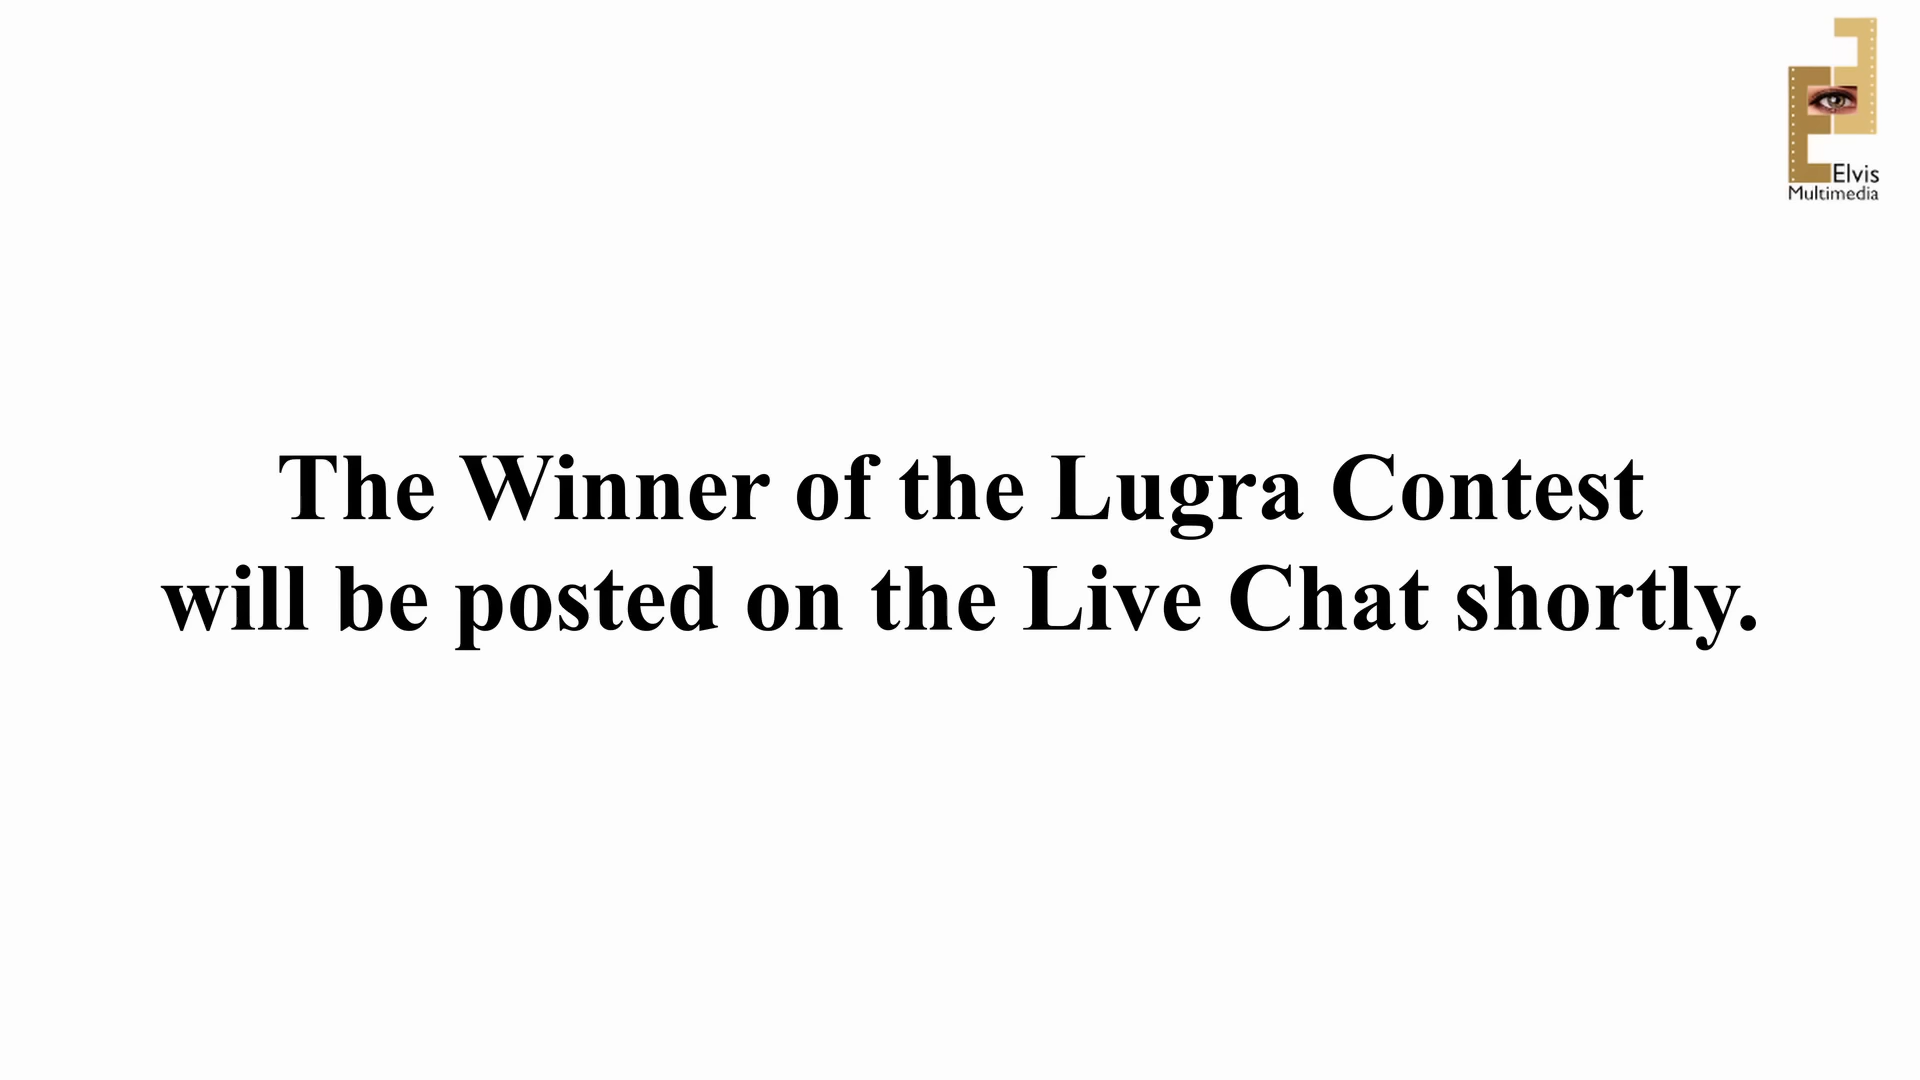 Elvis
Multimedia
The Winner of the Lugra Contest
will be posted on the Live Chat shortly.